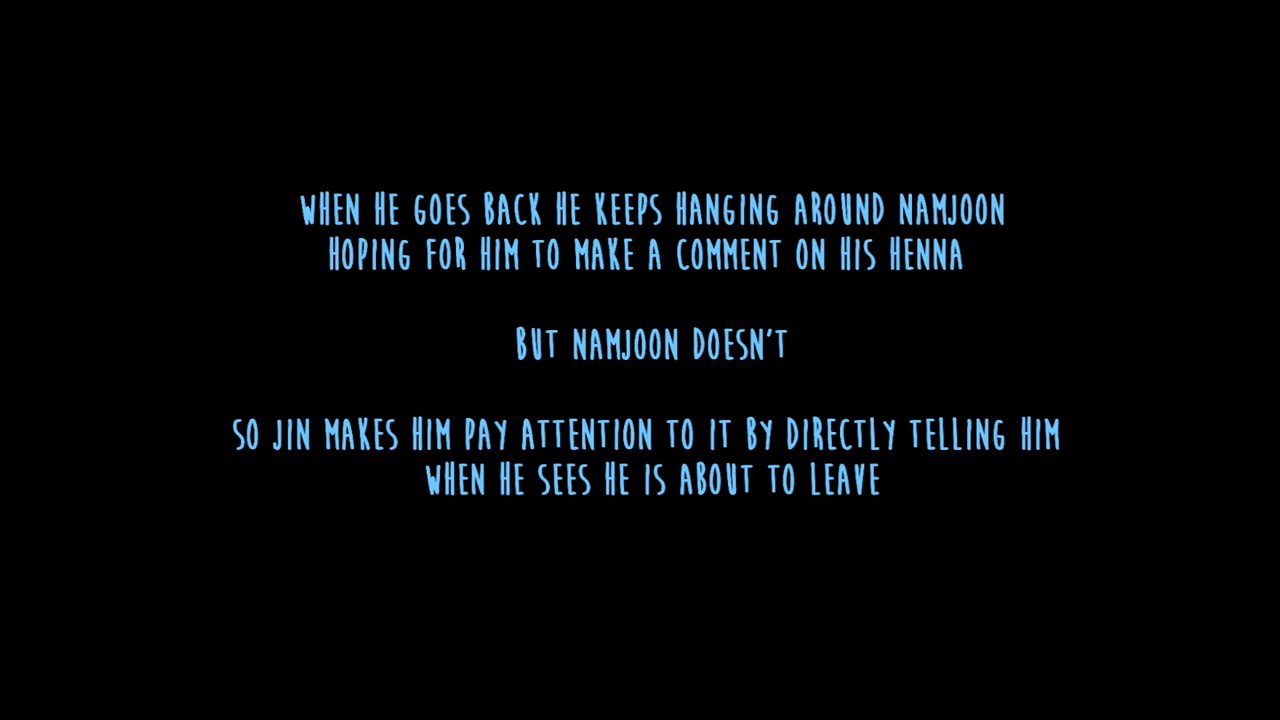 WHEN HE GOES BACK HE KEEPS HANGING AROUND NAMJOON
HOPING FOR HIM TO MAKE A COMMENT ON HIS HENNA
BUT NAMJOON DOESN'T
SO JIN MAKES HIM PAY ATTENTION TO IT BY DIRECTLY TELLING HIM
WHEN HE SEES HE IS ABOUT TO LEAVE